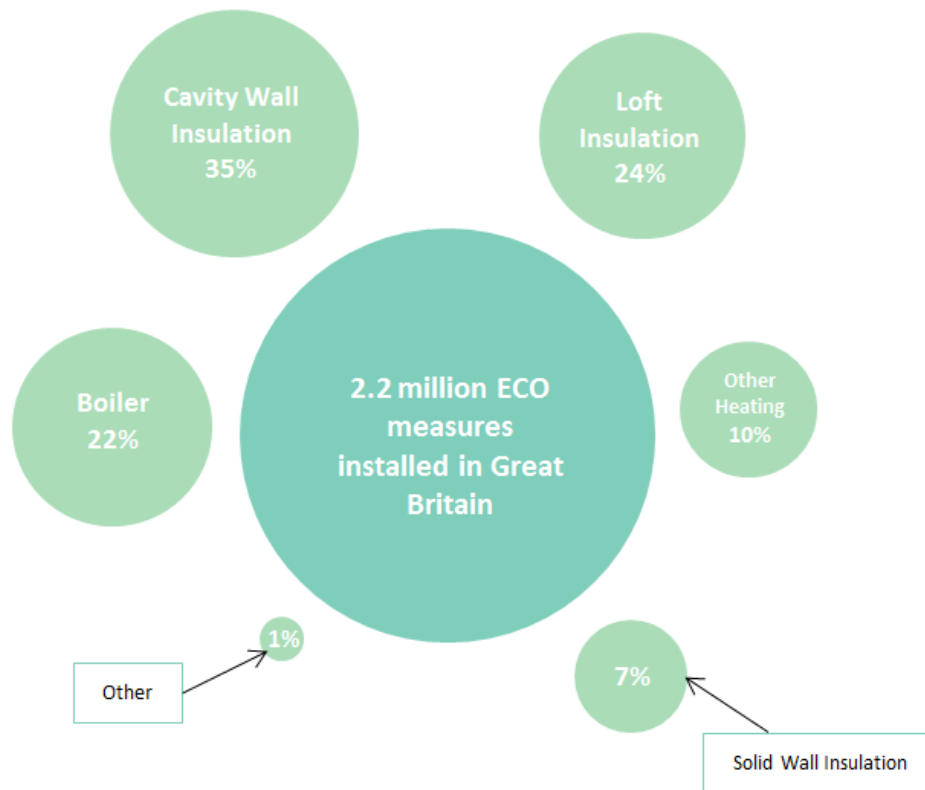 Cavity Wall
Insulation
35%
Loft
Insulation
24%
Boiler
22%
2.2 million ECO
measures
installed in Great
Britain
Other
Heating
10%
1%
Other
7%
Solid Wall Insulation